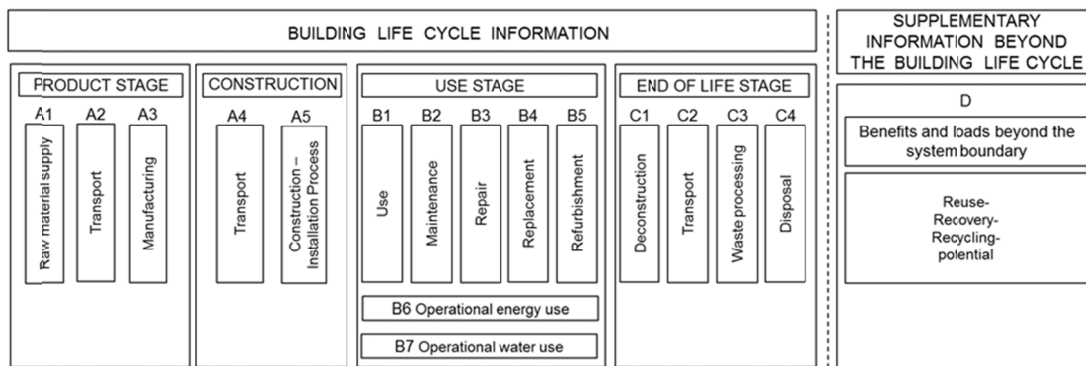 BUILDING LIFE CYCLE INFORMATION
SUPPLEMENTARY
INFORMATION BEYOND
THE BUILDING LIFE CYCLE
PRODUCT STAGE
A1
A2
A3
Raw material supply
Transport
Manufacturing
CONSTRUCTION
A4
A5
Transport
Construction –
Installation Process
USE STAGE
B1
B2
B3
B4
B5
Use
Maintenance
Repair
Replacement
Refurbishment
B6 Operational energy use
B7 Operational water use
END OF LIFE STAGE
C1
C2
C3
C4
Deconstruction
Transport
Waste processing
Disposal
D
Benefits and loads beyond the
system boundary
Reuse-
Recovery-
Recycling-
potential